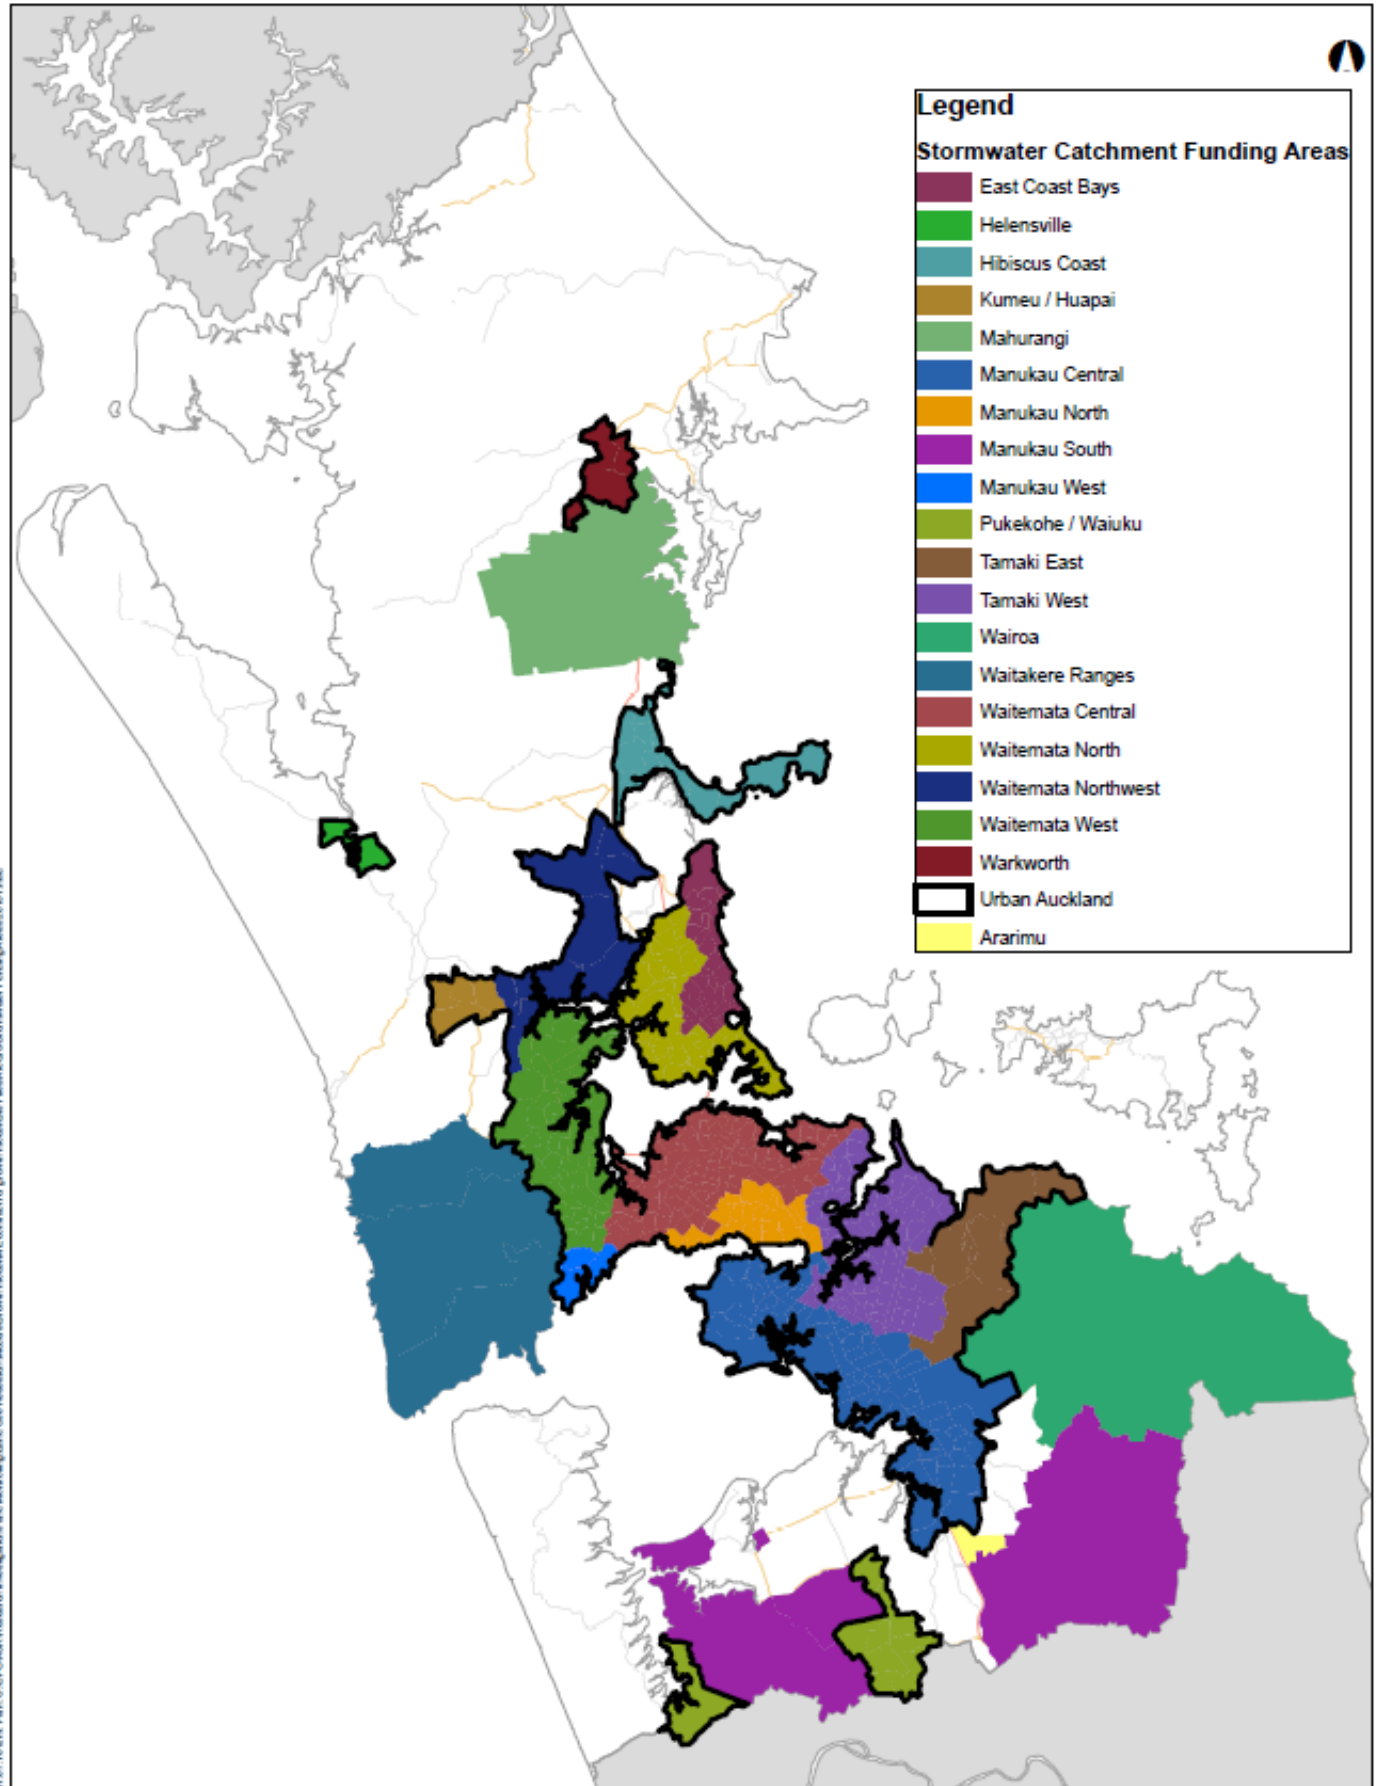 Legend
Stormwater Catchment Funding Areas
East Coast Bays
Helensville
Hibiscus Coast
Kumeu / Huapai
Mahurangi
Manukau Central
Manukau North
Manukau South
Manukau West
Pukekohe / Waiuku
Tamaki East
Tamaki West
Wairoa
Waitakere Ranges
Waitemata Central
Waitemata North
Waitemata Northwest
Waitemata West
Warkworth
Urban Auckland
Ararimu